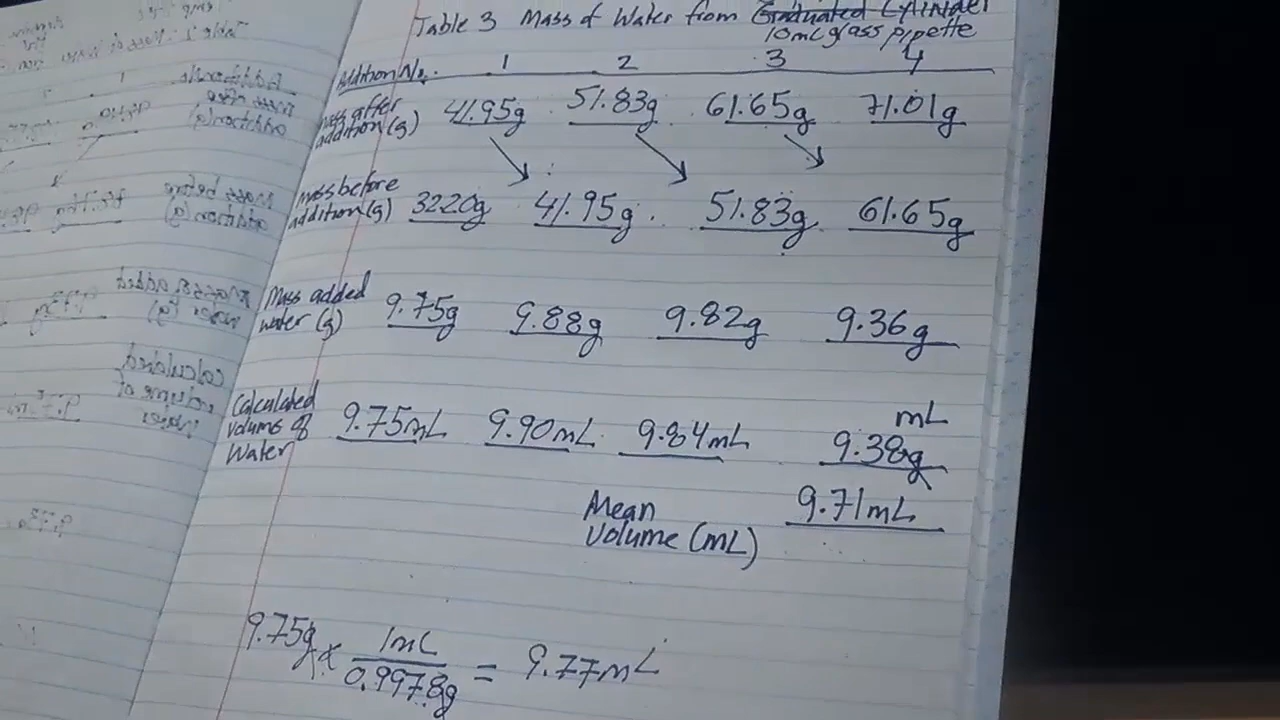 Table 3 Mass of Water from Graduated Cylinder
10mL glass pipette
Addition No. 1 2 3 4
Mass after 41.95g 51.83g 61.65g 71.01g
addition (g)
Mass before 32.20g 41.95g 51.83g 61.65g
addition (g)
Mass added 9.75g 9.88g 9.82g 9.36g
water (g)
Calculated 9.75mL 9.90mL 9.84mL mL
volume of 9.38g
Water
Mean 9.71mL
Volume (mL)
9.75g x 1mL = 9.77mL
0.9978g